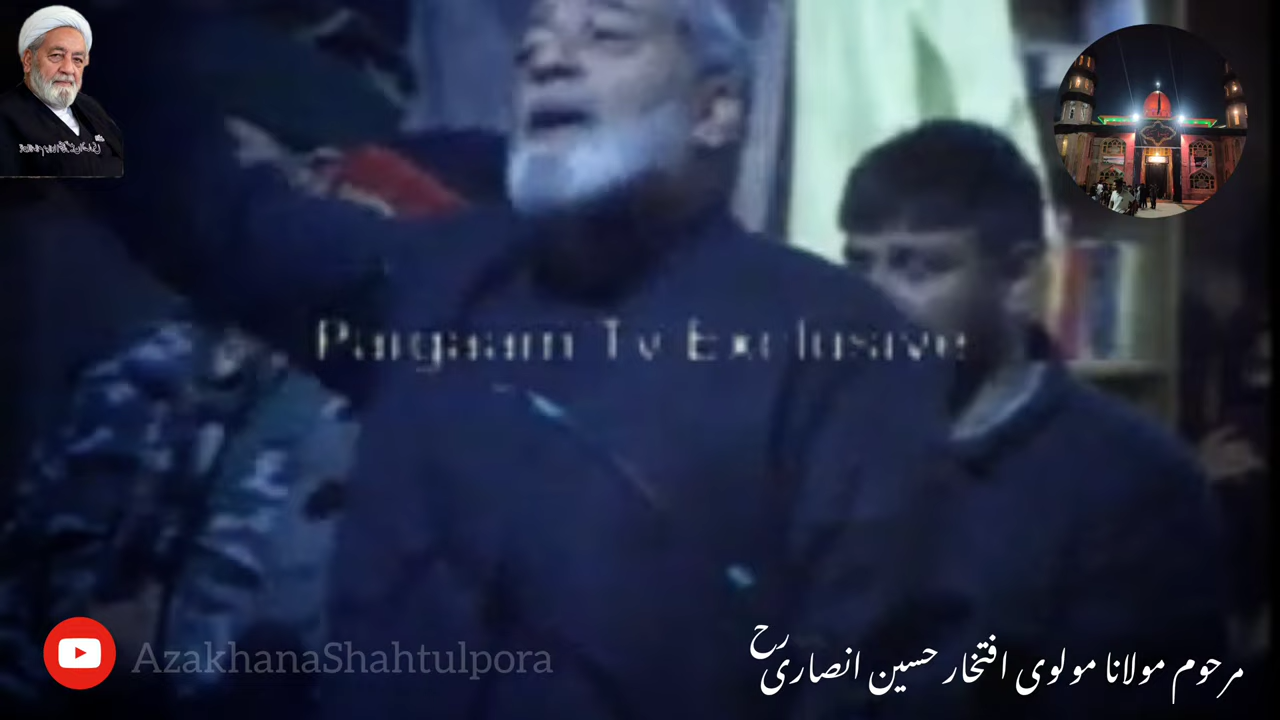 Paigaam Tv Exclusive
AzakhanaShahtulpora
مرحوم مولانا مولوی افتخار حسین انصاری رح